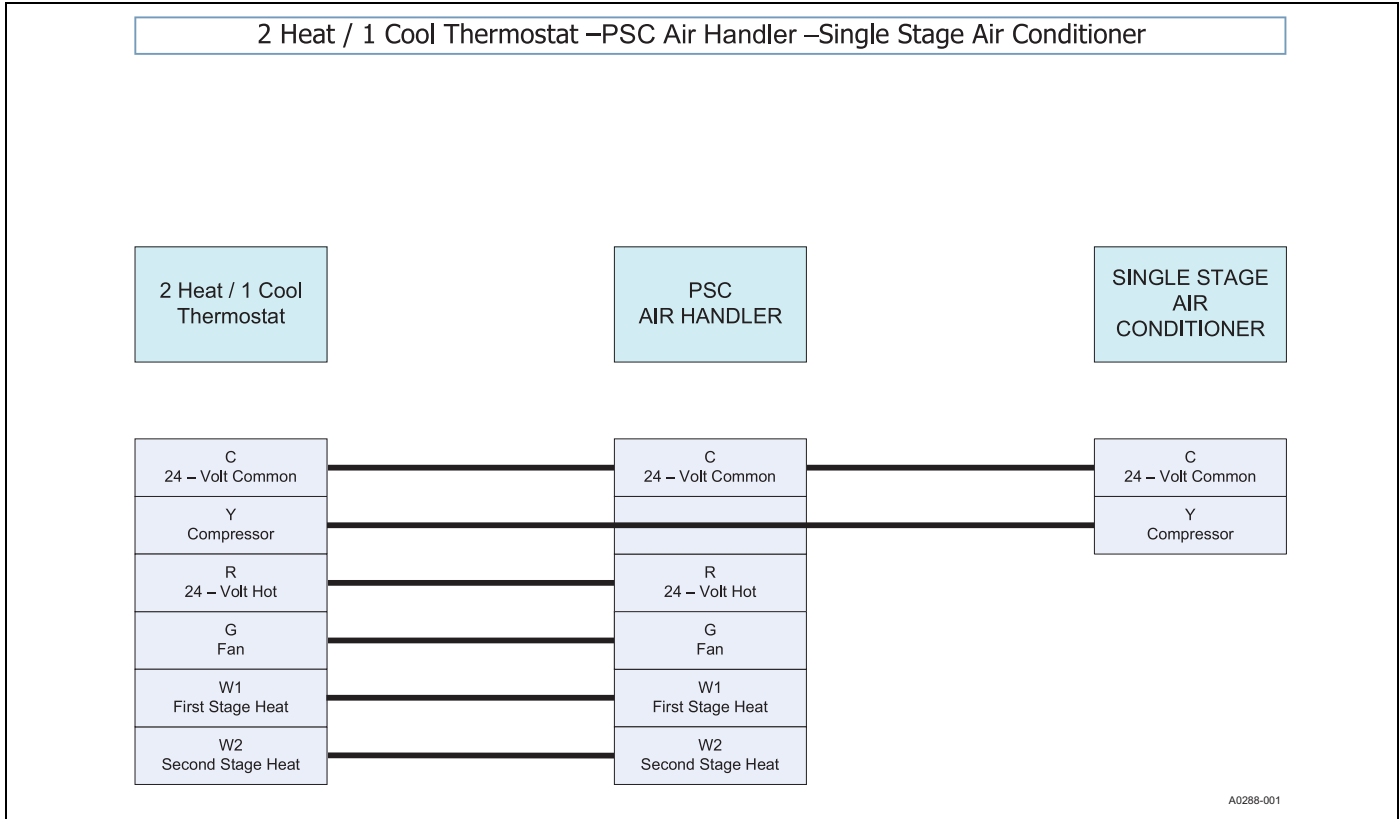 2 Heat / 1 Cool Thermostat –PSC Air Handler –Single Stage Air Conditioner
2 Heat / 1 Cool
Thermostat
PSC
AIR HANDLER
SINGLE STAGE
AIR
CONDITIONER
C
24 – Volt Common
Y
Compressor
R
24 – Volt Hot
G
Fan
W1
First Stage Heat
W2
Second Stage Heat
C
24 – Volt Common
R
24 – Volt Hot
G
Fan
W1
First Stage Heat
W2
Second Stage Heat
C
24 – Volt Common
Y
Compressor
A0288-001